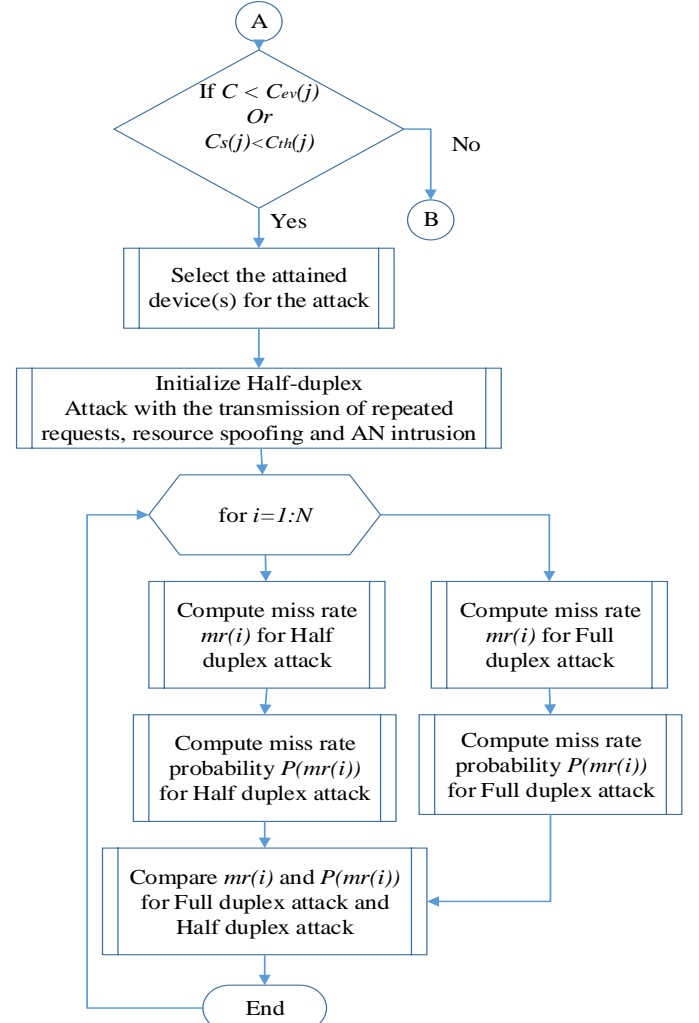 A
If C < Cev(j)
Or
Cs(j)<Cth(j)
No
B
Yes
Select the attained
device(s) for the attack
Initialize Half-duplex
Attack with the transmission of repeated
requests, resource spoofing and AN intrusion
for i=1:N
Compute miss rate
mr(i) for Half
duplex attack
Compute miss rate
mr(i) for Full
duplex attack
Compute miss rate
probability P(mr(i))
for Half duplex attack
Compute miss rate
probability P(mr(i))
for Full duplex attack
Compare mr(i) and P(mr(i))
for Full duplex attack and
Half duplex attack
End